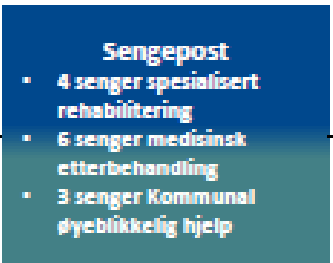 Sengepost
• 4 senger spesialisert
rehabilitering
• 6 senger medisinsk
etterbehandling
• 3 senger Kommunal
øyeblikkelig hjelp